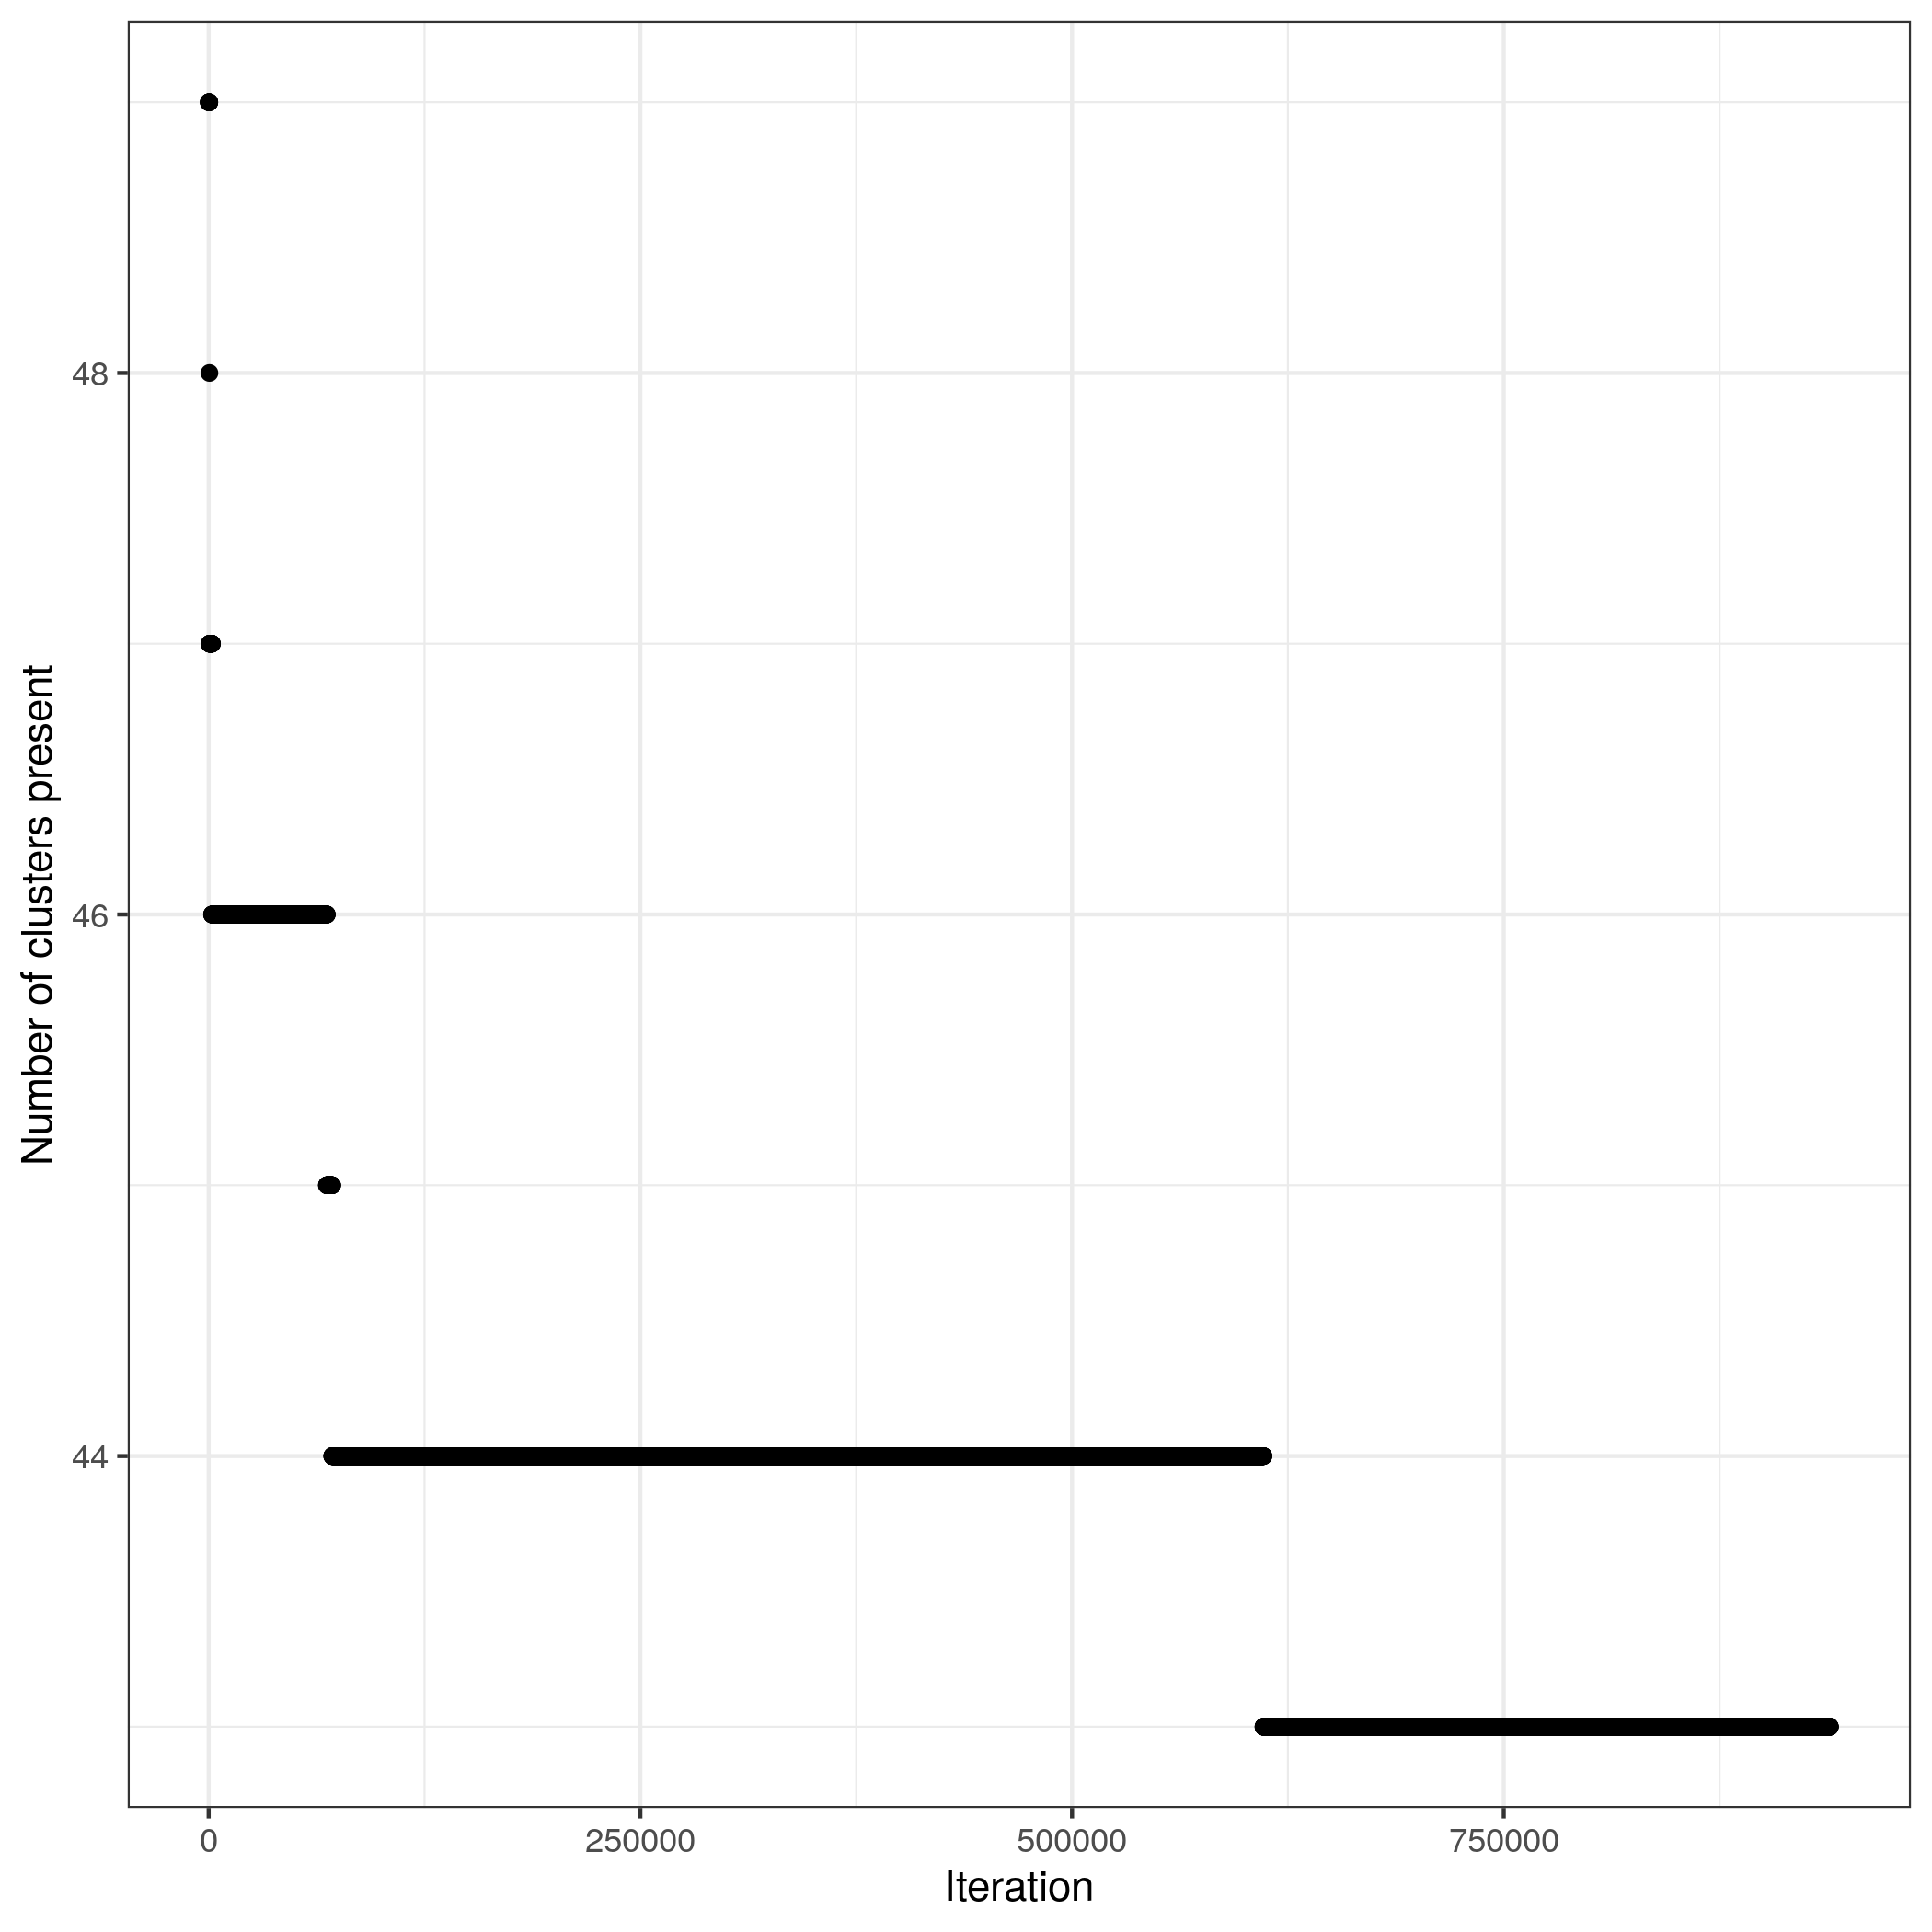 Number of clusters present
48
46
44
0 250000 500000 750000
Iteration